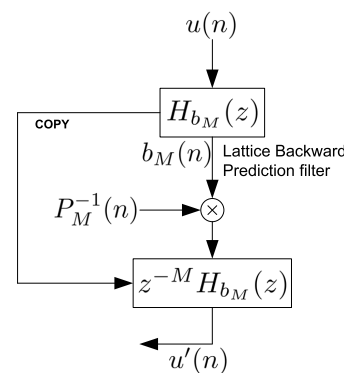 u(n)
H_{b_M}(z)
COPY
b_M(n)
Lattice Backward
Prediction filter
P_M^{-1}(n)
×
z^{-M} H_{b_M}(z)
u'(n)